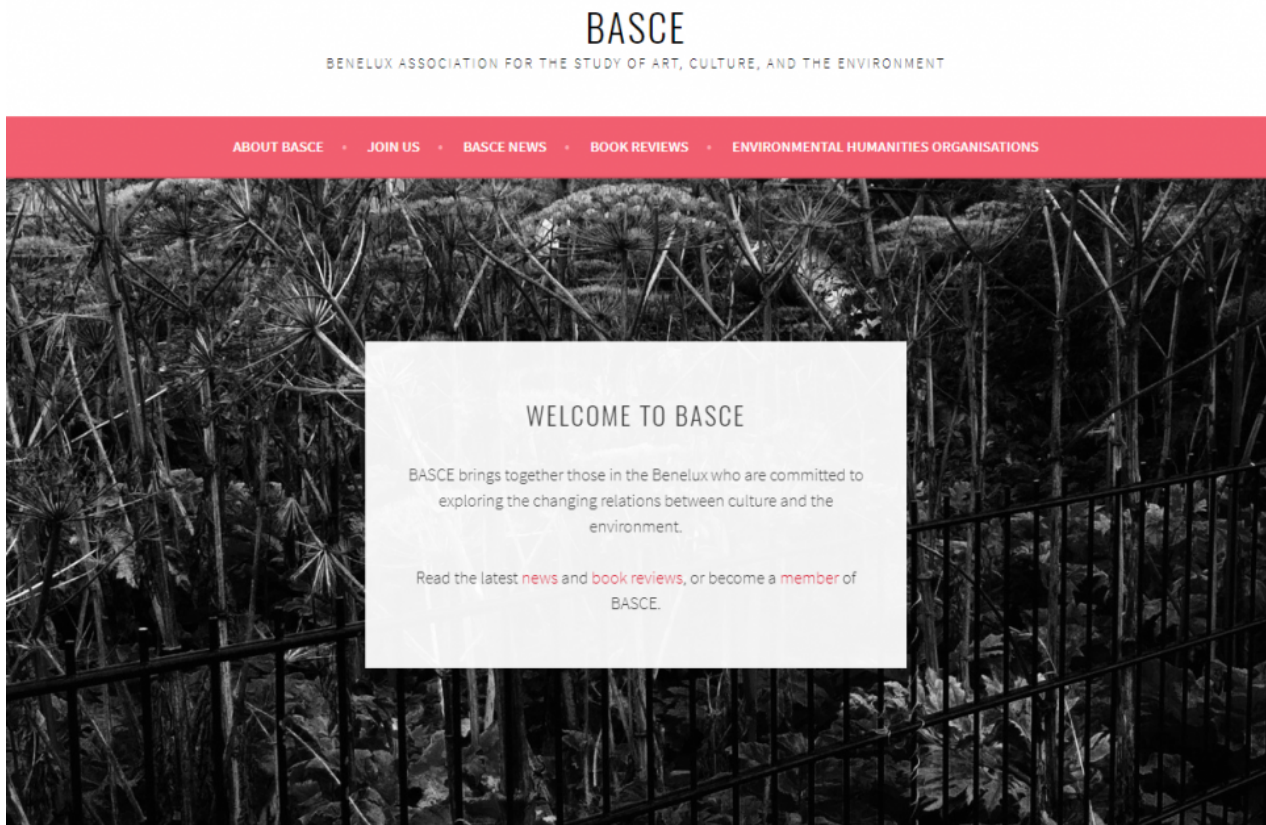 BASCE
BENELUX ASSOCIATION FOR THE STUDY OF ART, CULTURE, AND THE ENVIRONMENT
ABOUT BASCE • JOIN US • BASCE NEWS • BOOK REVIEWS • ENVIRONMENTAL HUMANITIES ORGANISATIONS
WELCOME TO BASCE
BASCE brings together those in the Benelux who are committed to
exploring the changing relations between culture and the
environment.
Read the latest news and book reviews, or become a member of
BASCE.